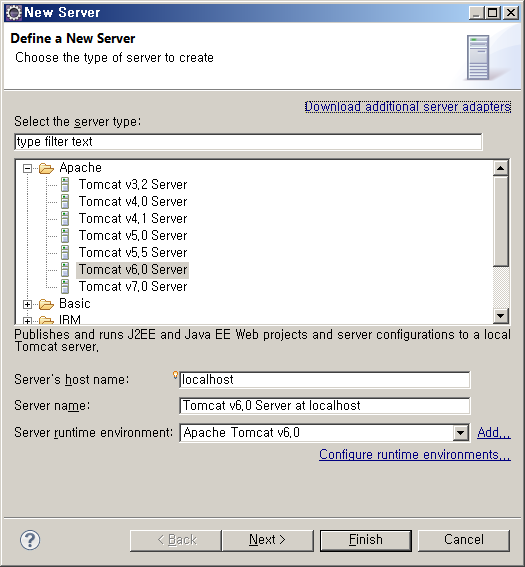 New Server
Define a New Server
Choose the type of server to create
Download additional server adapters
Select the server type:
type filter text
Apache
Tomcat v3.2 Server
Tomcat v4.0 Server
Tomcat v4.1 Server
Tomcat v5.0 Server
Tomcat v5.5 Server
Tomcat v6.0 Server
Tomcat v7.0 Server
Basic
IBM
Publishes and runs J2EE and Java EE Web projects and server configurations to a local
Tomcat server.
Server's host name:
localhost
Server name:
Tomcat v6.0 Server at localhost
Server runtime environment:
Apache Tomcat v6.0
Add...
Configure runtime environments...
?
< Back
Next >
Finish
Cancel